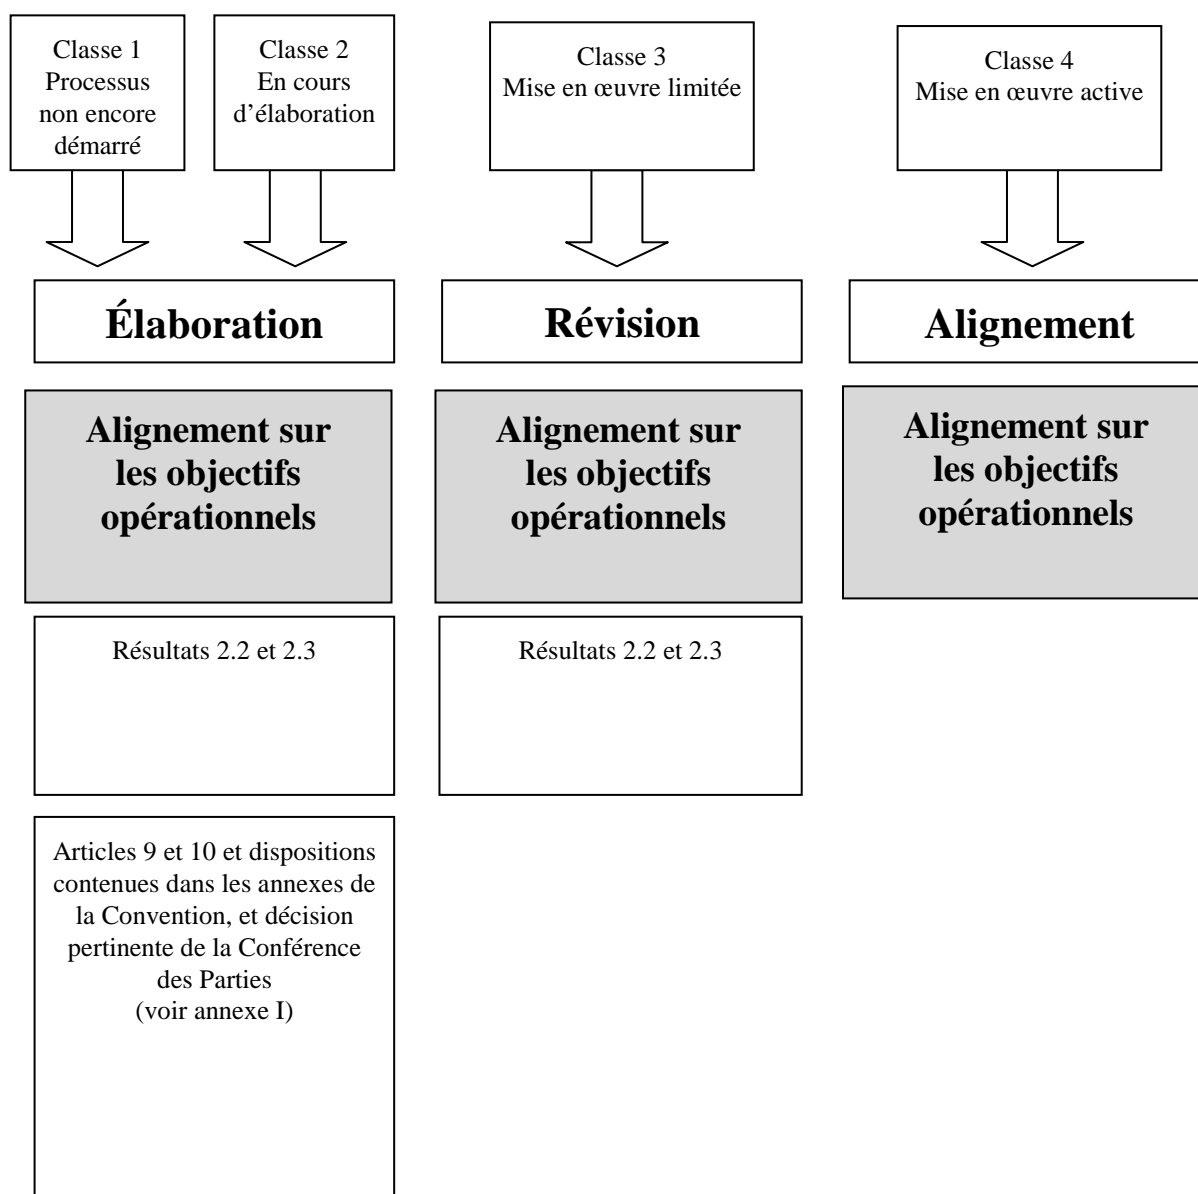 Classe 1
Processus
non encore
démarré
Classe 2
En cours
d’élaboration
Classe 3
Mise en œuvre limitée
Classe 4
Mise en œuvre active
Élaboration
Révision
Alignement
Alignement sur
les objectifs
opérationnels
Alignement sur
les objectifs
opérationnels
Alignement sur
les objectifs
opérationnels
Résultats 2.2 et 2.3
Résultats 2.2 et 2.3
Articles 9 et 10 et dispositions
contenues dans les annexes de
la Convention, et décision
pertinente de la Conférence
des Parties
(voir annexe I)